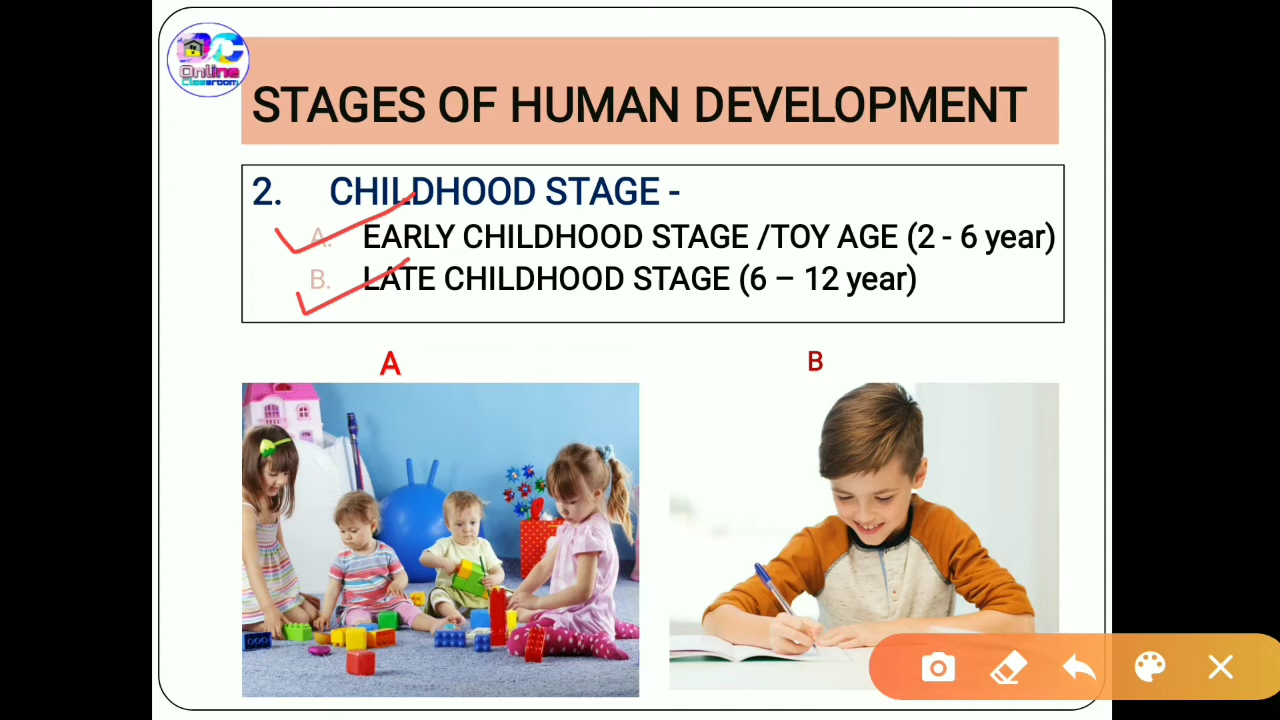 OC
Online
Classroom
STAGES OF HUMAN DEVELOPMENT
2. CHILDHOOD STAGE -
A. EARLY CHILDHOOD STAGE /TOY AGE (2 - 6 year)
B. LATE CHILDHOOD STAGE (6 – 12 year)
A
B